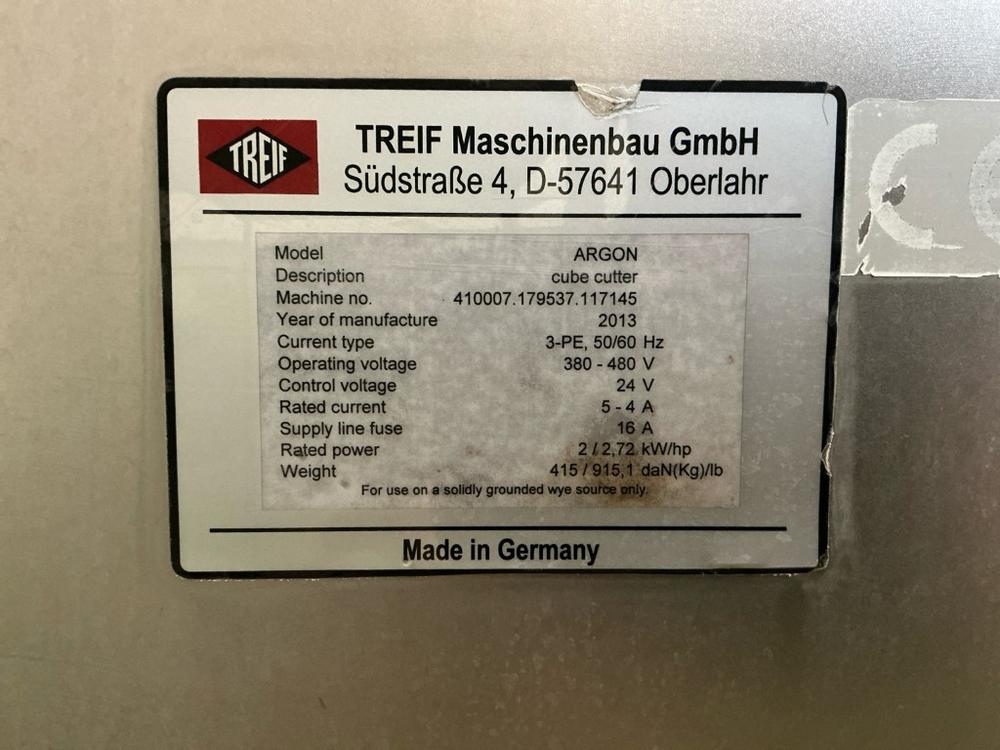 TREIF
TREIF Maschinenbau GmbH
Südstraße 4, D-57641 Oberlahr
Model ARGON
Description cube cutter
Machine no. 410007.179537.117145
Year of manufacture 2013
Current type 3-PE, 50/60 Hz
Operating voltage 380 - 480 V
Control voltage 24 V
Rated current 5 - 4 A
Supply line fuse 16 A
Rated power 2 / 2,72 kW/hp
Weight 415 / 915,1 daN(Kg)/lb
For use on a solidly grounded wye source only.
Made in Germany
CE